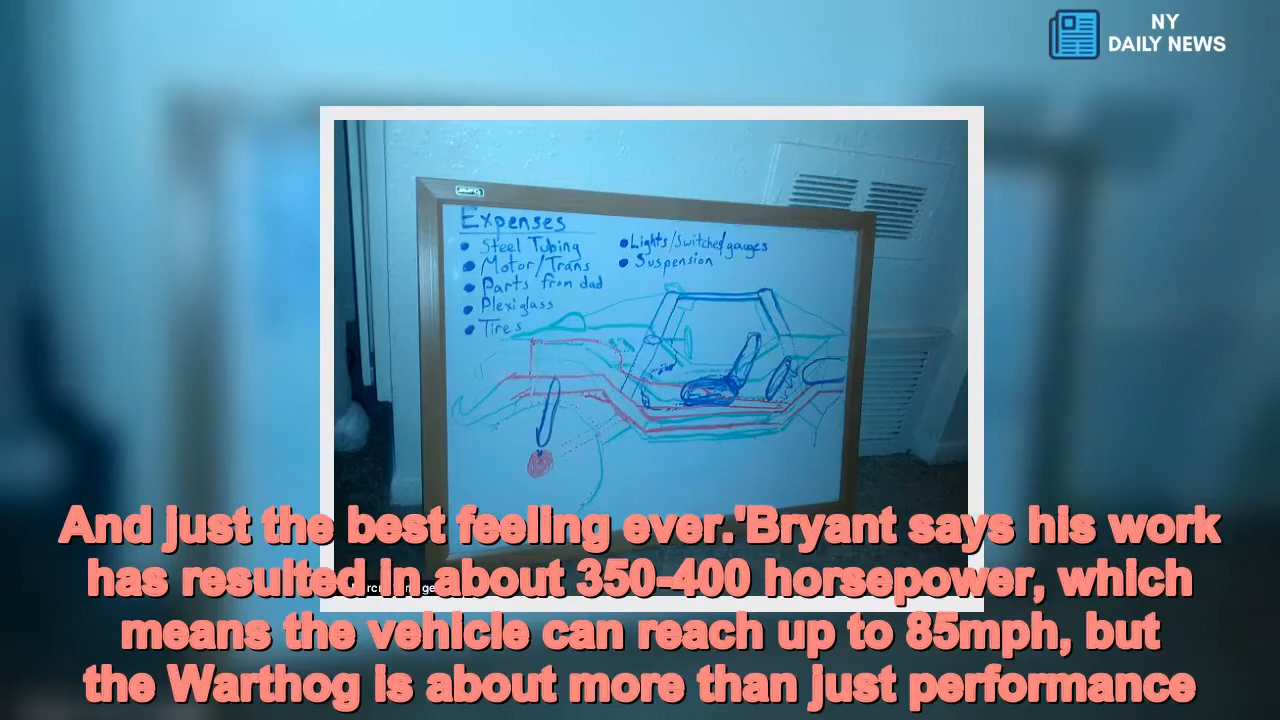 NY
DAILY NEWS
Expenses
• Steel Tubing
• Motor/Trans
• Parts from dad
• Plexiglass
• Tires
• Lights/Switches/gauges
• Suspension
And just the best feeling ever.'Bryant says his work
has resulted in about 350-400 horsepower, which
means the vehicle can reach up to 85mph, but
the Warthog is about more than just performance